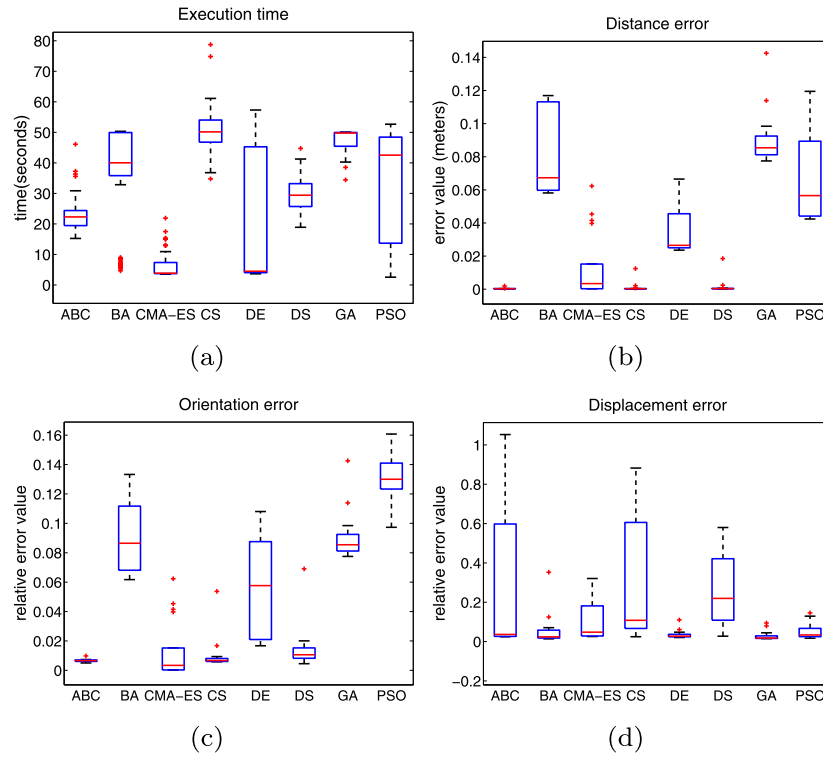 Execution time
time(seconds)
80
70
60
50
40
30
20
10
0
ABC BA CMA-ES CS DE DS GA PSO
(a)
Distance error
error value (meters)
0.14
0.12
0.1
0.08
0.06
0.04
0.02
0
ABC BA CMA-ES CS DE DS GA PSO
(b)
Orientation error
relative error value
0.16
0.14
0.12
0.1
0.08
0.06
0.04
0.02
0
ABC BA CMA-ES CS DE DS GA PSO
(c)
Displacement error
relative error value
1
0.8
0.6
0.4
0.2
0
-0.2
ABC BA CMA-ES CS DE DS GA PSO
(d)